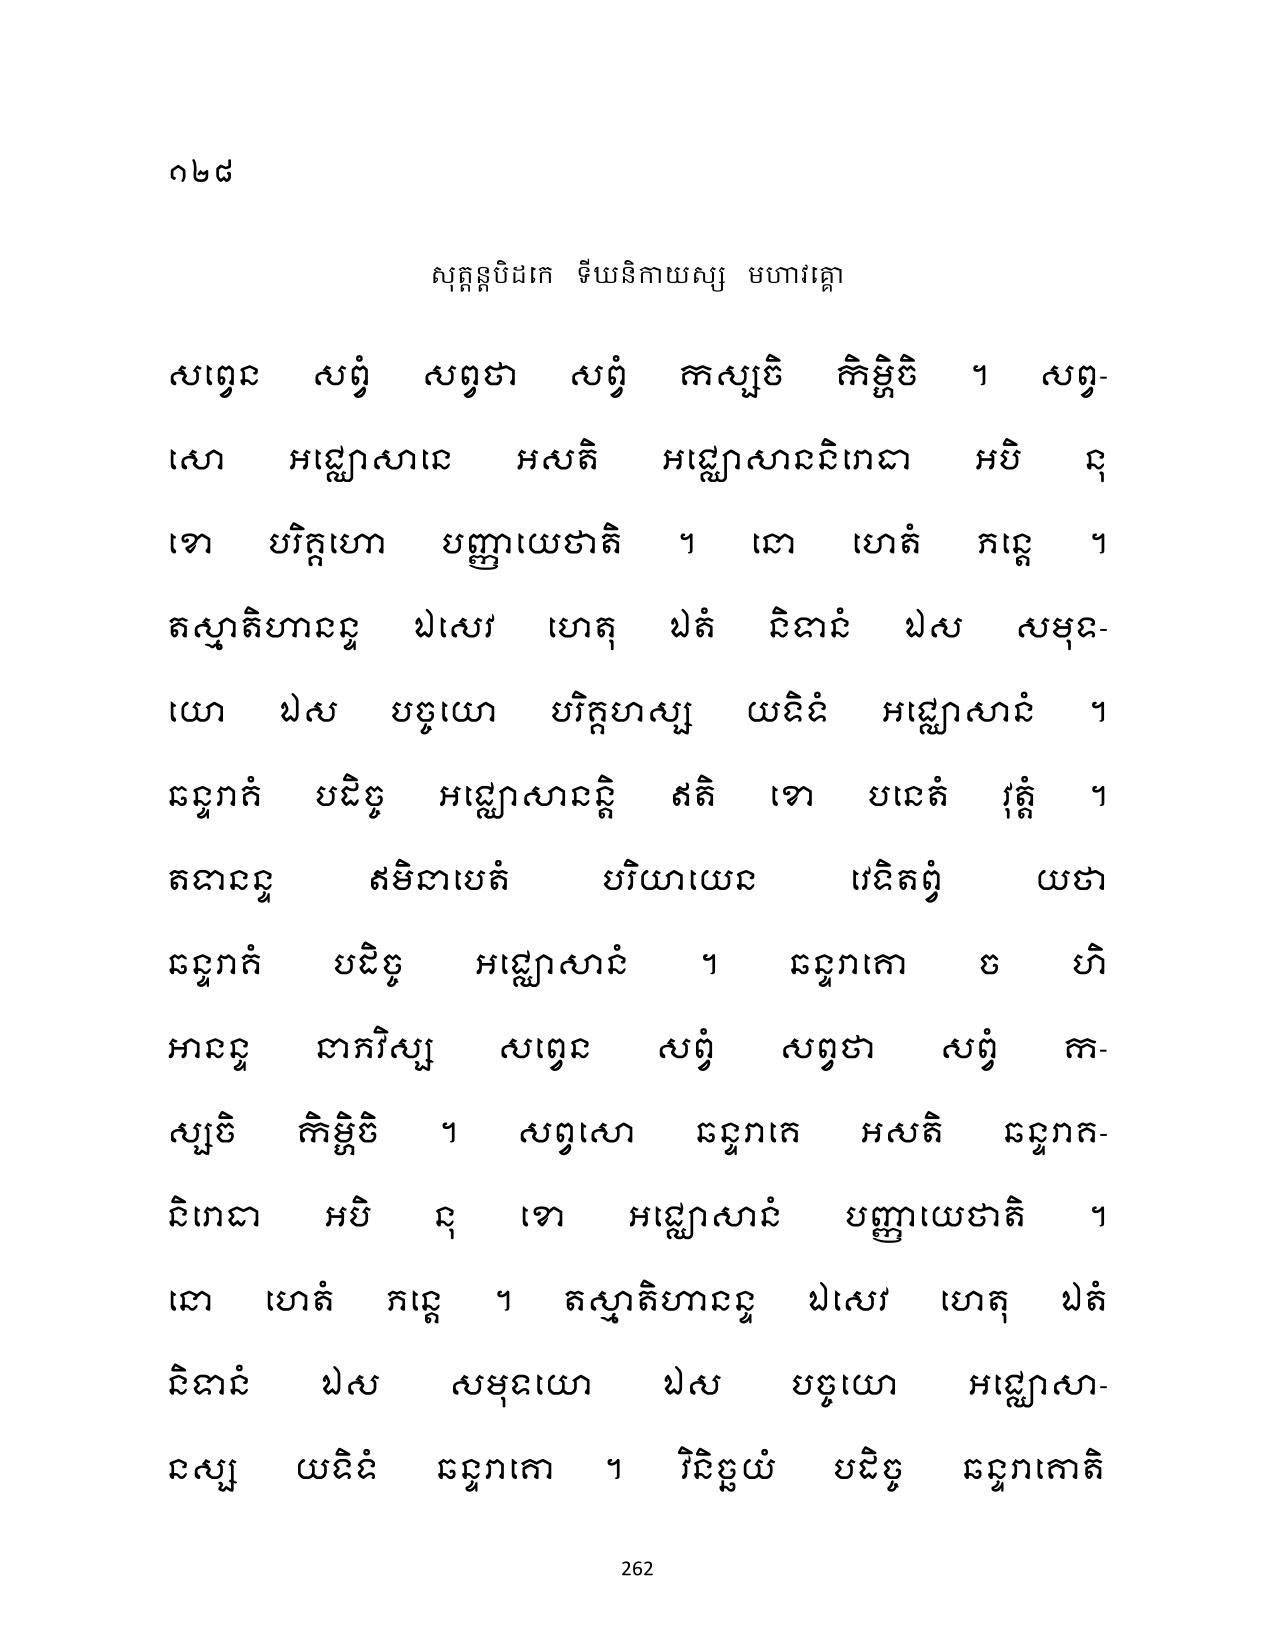 ១២៨
សុត្តន្តបិដកេ ទីឃនិកាយស្ស មហាវគ្គោ
សព្វេន សព្វំ សព្វថា សព្វំ កស្សចិ កិម្ហិចិ ។ សព្វ-
សោ អជ្ឈោសានេ អសតិ អជ្ឈោសាននិរោធា អបិ នុ
ខោ បរិគ្គហោ បញ្ញាយេថាតិ ។ នោ ហេតំ ភន្តេ ។
តស្មាតិហានន្ទ ឯសេវ ហេតុ ឯតំ និទានំ ឯស សមុទ-
យោ ឯស បច្ចយោ បរិគ្គហស្ស យទិទំ អជ្ឈោសានំ ។
ឆន្ទរាគំ បដិច្ច អជ្ឈោសានន្តិ ឥតិ ខោ បនេតំ វុត្តំ ។
តទានន្ទ ឥមិនាបេតំ បរិយាយេន វេទិតព្វំ យថា
ឆន្ទរាគំ បដិច្ច អជ្ឈោសានំ ។ ឆន្ទរាគោ ច ហិ
អានន្ទ នាភវិស្ស សព្វេន សព្វំ សព្វថា សព្វំ ក-
ស្សចិ កិម្ហិចិ ។ សព្វសោ ឆន្ទរាគេ អសតិ ឆន្ទរាគ-
និរោធា អបិ នុ ខោ អជ្ឈោសានំ បញ្ញាយេថាតិ ។
នោ ហេតំ ភន្តេ ។ តស្មាតិហានន្ទ ឯសេវ ហេតុ ឯតំ
និទានំ ឯស សមុទយោ ឯស បច្ចយោ អជ្ឈោសា-
នស្ស យទិទំ ឆន្ទរាគោ ។ វិនិច្ឆយំ បដិច្ច ឆន្ទរាគោតិ
262